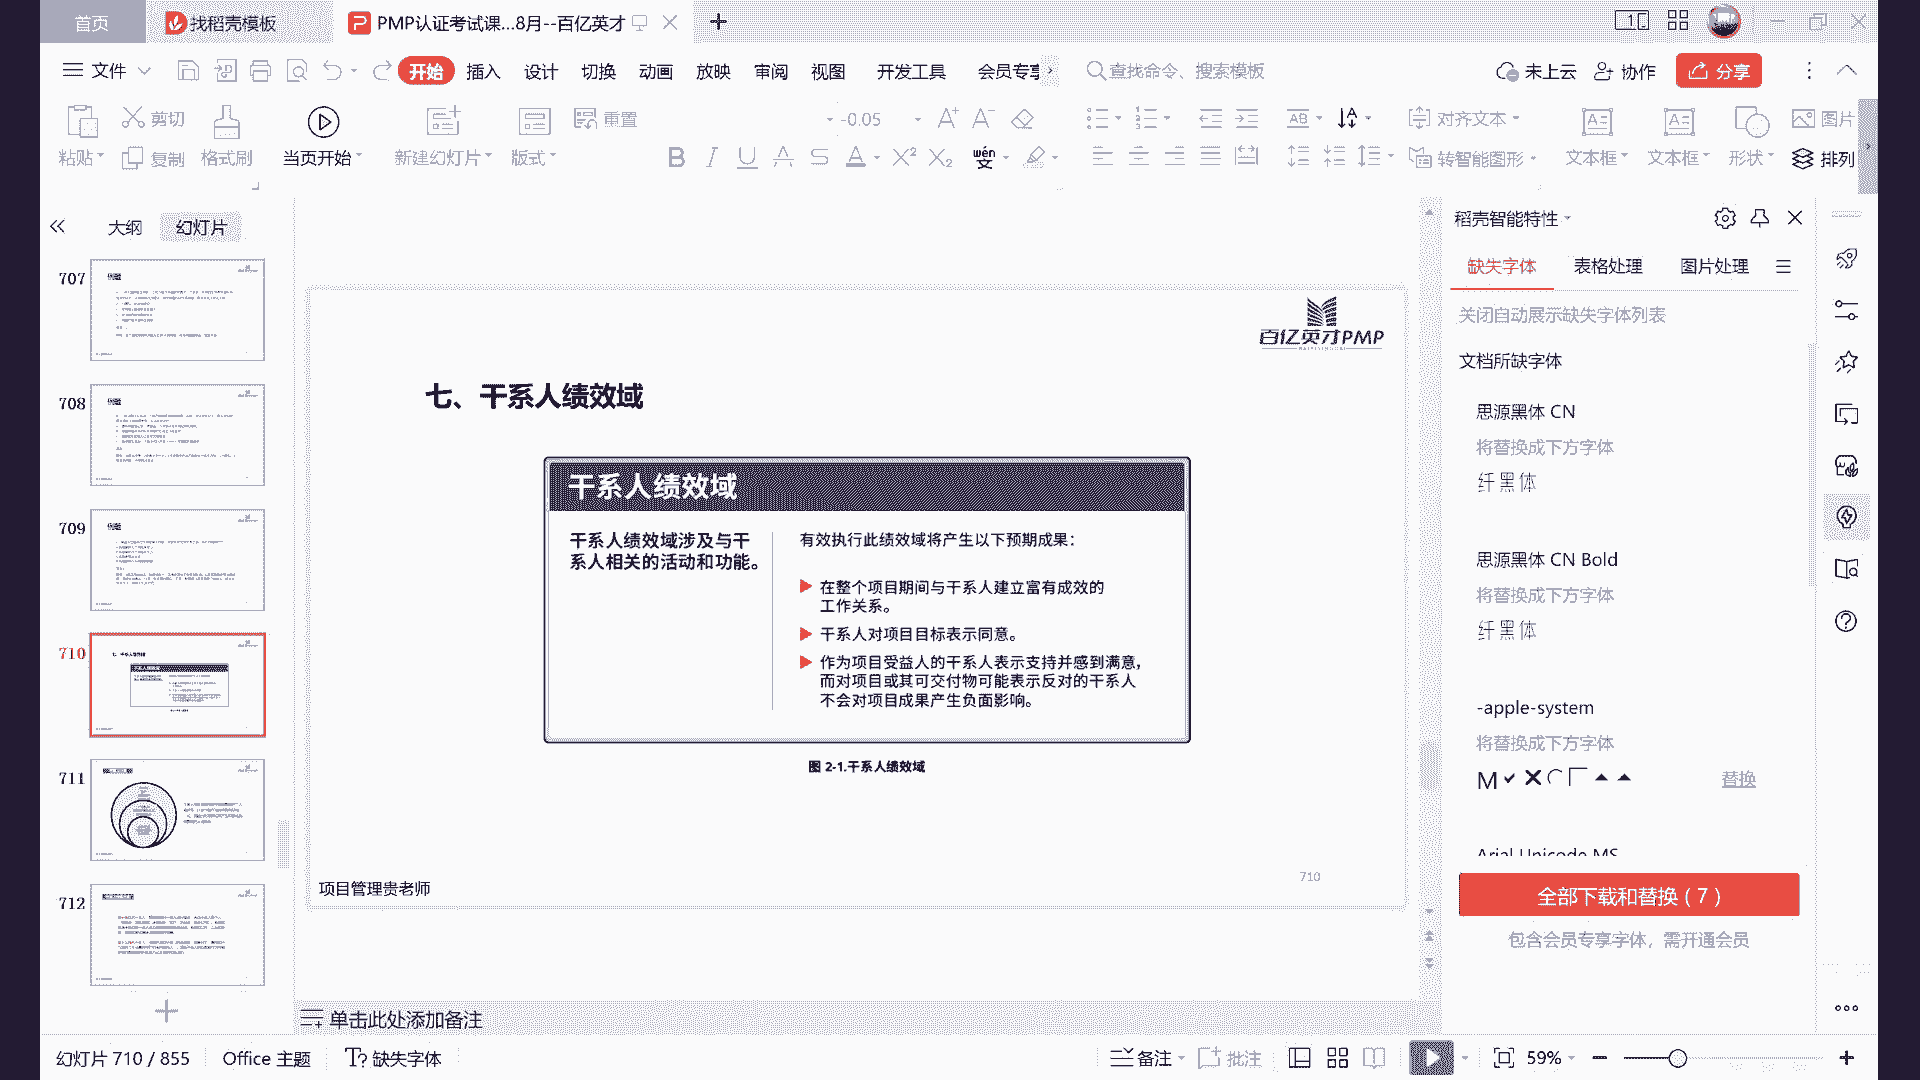 首页
找稻壳模板
PMP认证考试课...8月--百亿英才
文件
开始
插入
设计
切换
动画
放映
审阅
视图
开发工具
会员专享
查找命令、搜索模板
未上云
协作
分享
粘贴
剪切
复制
格式刷
当页开始
新建幻灯片
版式
重置
-0.05
对齐文本
转智能图形
文本框
文本框
形状
图片
排列
大纲
幻灯片
707
708
709
710
711
712
百亿英才PMP
七、干系人绩效域
干系人绩效域
干系人绩效域涉及与干
系人相关的活动和功能。
有效执行此绩效域将产生以下预期成果：
在整个项目期间与干系人建立富有成效的
工作关系。
干系人对项目目标表示同意。
作为项目受益人的干系人表示支持并感到满意，
而对项目或其可交付物可能表示反对的干系人
不会对项目成果产生负面影响。
图 2-1.干系人绩效域
项目管理贵老师
710
单击此处添加备注
稻壳智能特性
缺失字体
表格处理
图片处理
关闭自动展示缺失字体列表
文档所缺字体
思源黑体 CN
将替换成下方字体
纤黑体
思源黑体 CN Bold
将替换成下方字体
纤黑体
-apple-system
将替换成下方字体
替换
Arial Unicode MS
全部下载和替换 ( 7 )
包含会员专享字体，需开通会员
幻灯片 710 / 855
Office 主题
缺失字体
备注
批注
59%